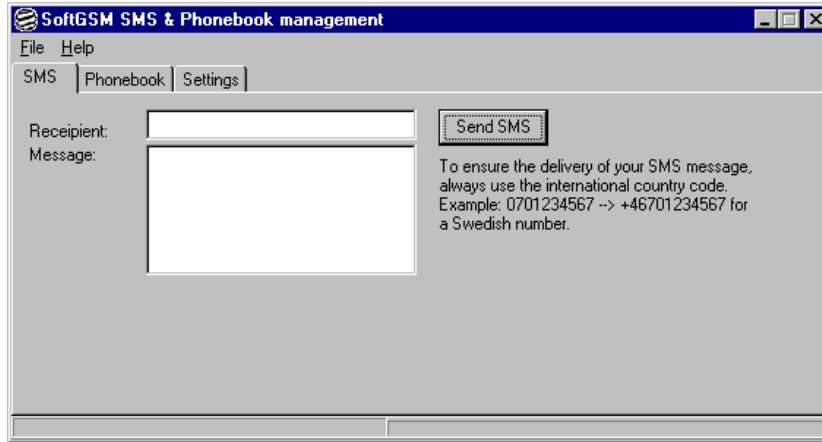 SoftGSM SMS & Phonebook management
File Help
SMS Phonebook Settings
Receipient:
Message:
Send SMS
To ensure the delivery of your SMS message,
always use the international country code.
Example: 0701234567 --> +46701234567 for
a Swedish number.